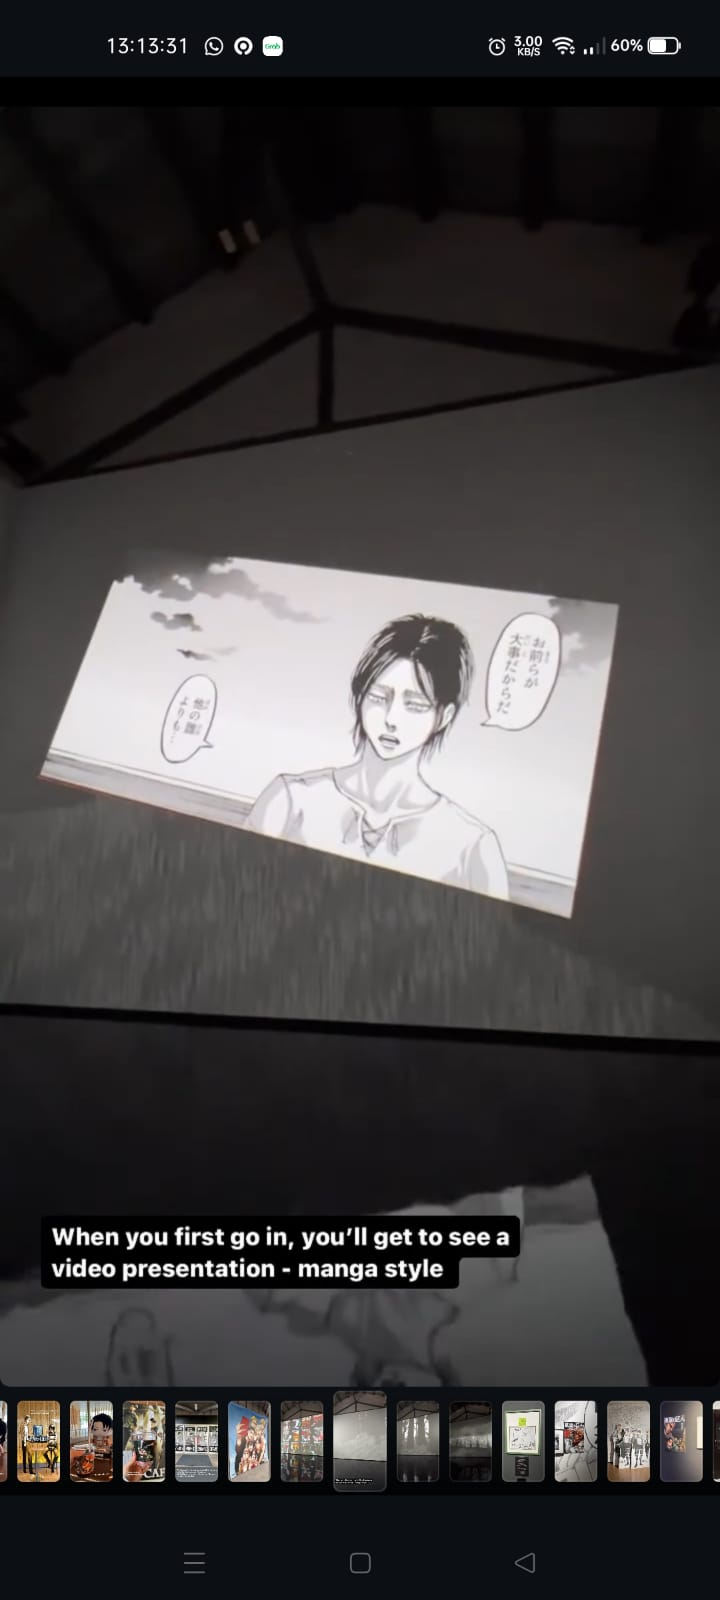 13:13:31
Grab
3.00
KB/S
60%
お前らが
大事だからだ
他の誰
よりも…
When you first go in, you'll get to see a
video presentation - manga style